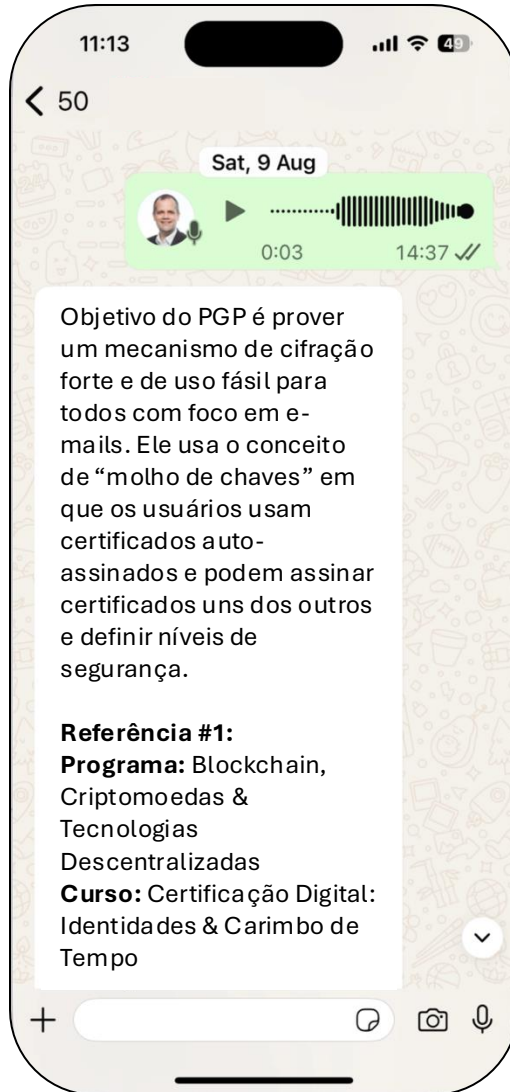 11:13
49
50
Sat, 9 Aug
0:03
14:37
Objetivo do PGP é prover
um mecanismo de cifração
forte e de uso fásil para
todos com foco em e-
mails. Ele usa o conceito
de “molho de chaves” em
que os usuários usam
certificados auto-
assinados e podem assinar
certificados uns dos outros
e definir níveis de
segurança.
Referência #1:
Programa: Blockchain,
Criptomoedas &
Tecnologias
Descentralizadas
Curso: Certificação Digital:
Identidades & Carimbo de
Tempo